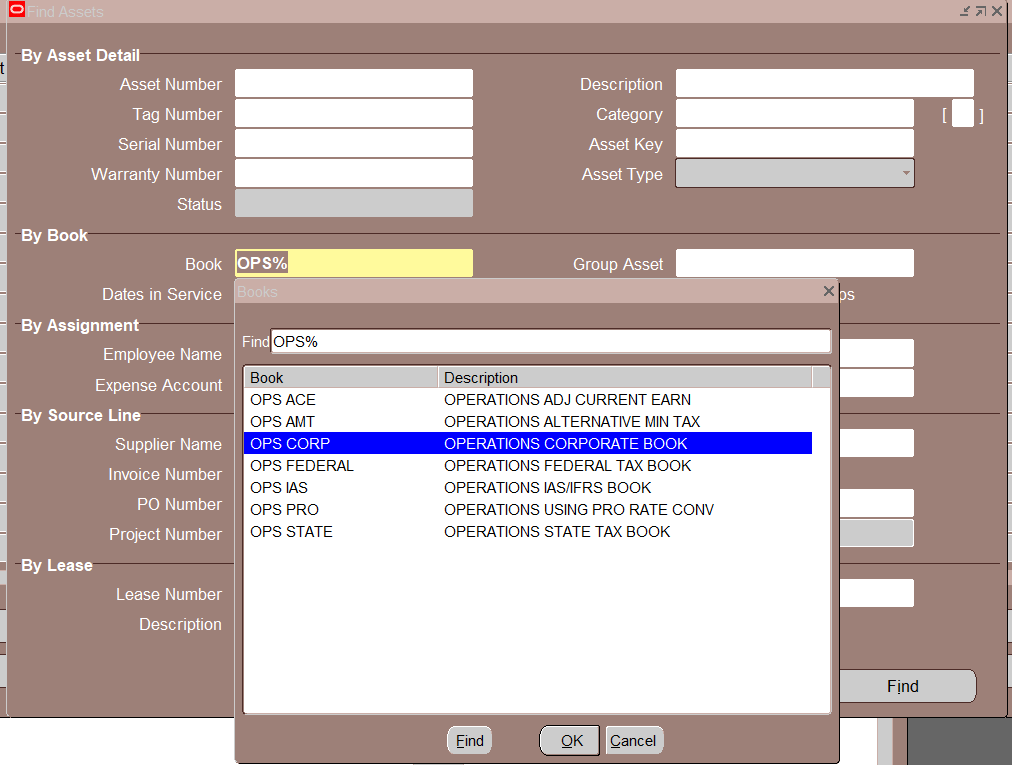 Find Assets
t
By Asset Detail
Asset Number
Description
Tag Number
Category
[ ]
Serial Number
Asset Key
Warranty Number
Asset Type
Status
By Book
Book OPS%
Group Asset
Dates in Service
ps
By Assignment
Employee Name
Expense Account
By Source Line
Supplier Name
Invoice Number
PO Number
Project Number
By Lease
Lease Number
Description
Find
Books
Find OPS%
Book Description
OPS ACE OPERATIONS ADJ CURRENT EARN
OPS AMT OPERATIONS ALTERNATIVE MIN TAX
OPS CORP OPERATIONS CORPORATE BOOK
OPS FEDERAL OPERATIONS FEDERAL TAX BOOK
OPS IAS OPERATIONS IAS/IFRS BOOK
OPS PRO OPERATIONS USING PRO RATE CONV
OPS STATE OPERATIONS STATE TAX BOOK
Find OK Cancel